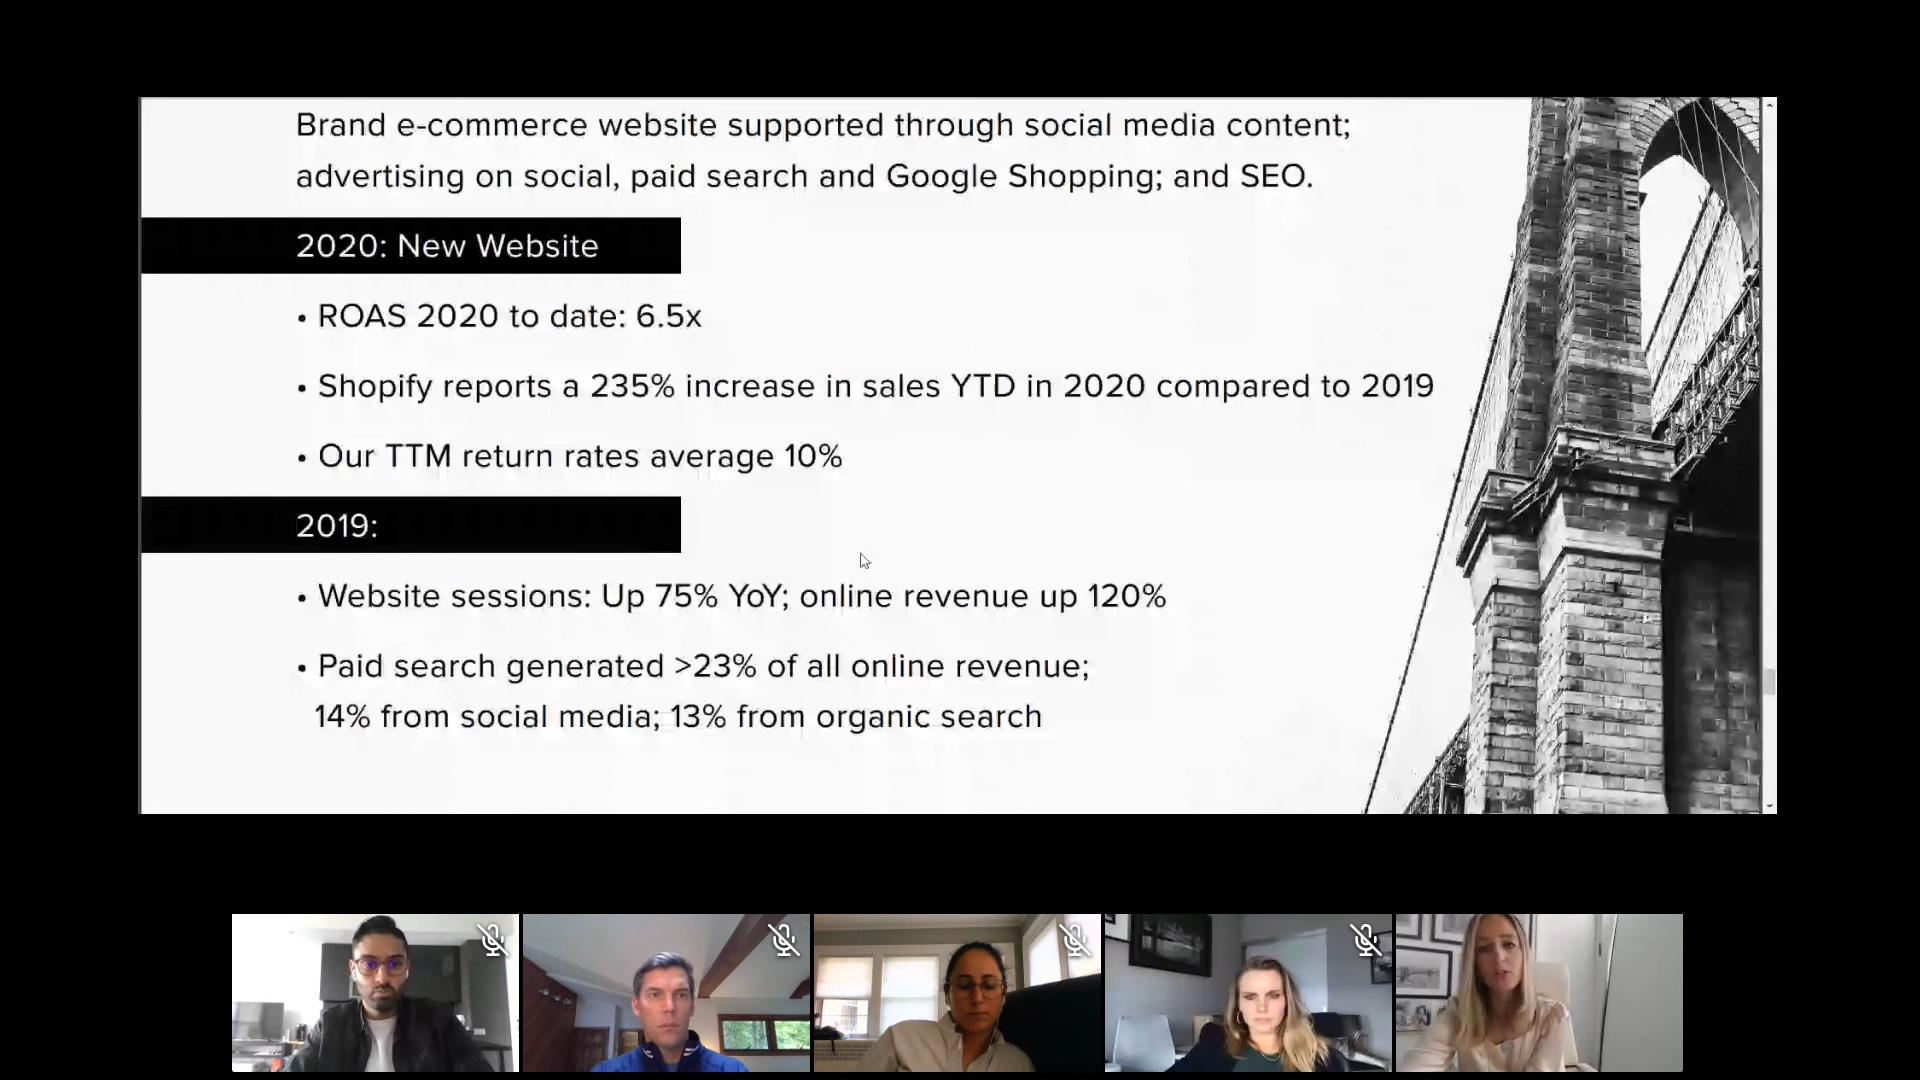 Brand e-commerce website supported through social media content;
advertising on social, paid search and Google Shopping; and SEO.
2020: New Website
• ROAS 2020 to date: 6.5x
• Shopify reports a 235% increase in sales YTD in 2020 compared to 2019
• Our TTM return rates average 10%
2019:
• Website sessions: Up 75% YoY; online revenue up 120%
• Paid search generated >23% of all online revenue;
14% from social media; 13% from organic search